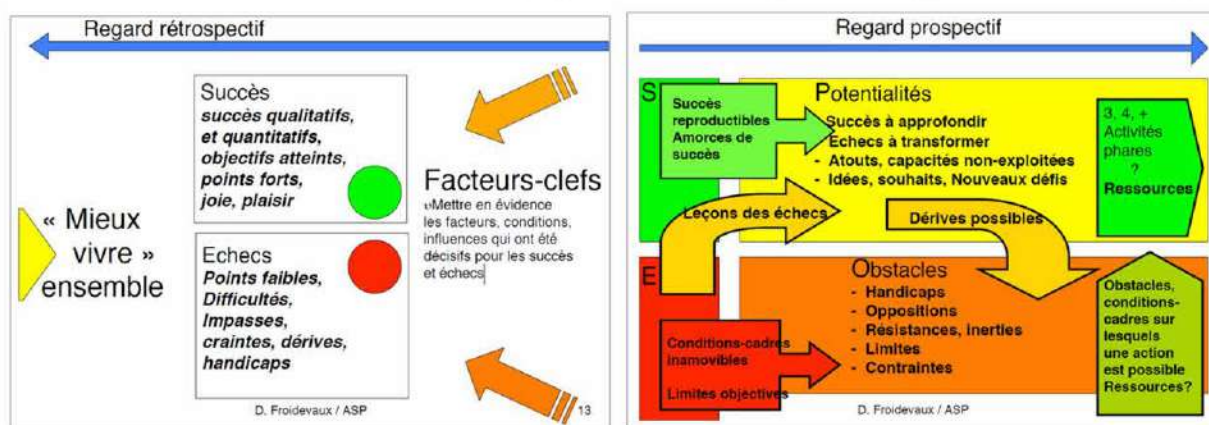 Regard rétrospectif
Succès
succès qualitatifs,
et quantitatifs,
objectifs atteints,
points forts,
joie, plaisir
« Mieux
vivre »
ensemble
Echecs
Points faibles,
Difficultés,
Impasses,
craintes, dérives,
handicaps
Facteurs-clefs
Mettre en évidence
les facteurs, conditions,
influences qui ont été
décisifs pour les succès
et échecs
D. Froidevaux / ASP
13
Regard prospectif
S
Succès
reproductibles
Amorces de
succès
Potentialités
Succès à approfondir
Echecs à transformer
- Atouts, capacités non-exploitées
- Idées, souhaits, Nouveaux défis
3, 4, +
Activités
phares
?
Ressources
Leçons des échecs
Dérives possibles
E
Obstacles
- Handicaps
- Oppositions
- Résistances, inerties
- Limites
- Contraintes
Conditions-cadres
inamovibles
Limites objectives
Obstacles,
conditions-
cadres sur
lesquels
une action
est possible
Ressources?
D. Froidevaux / ASP